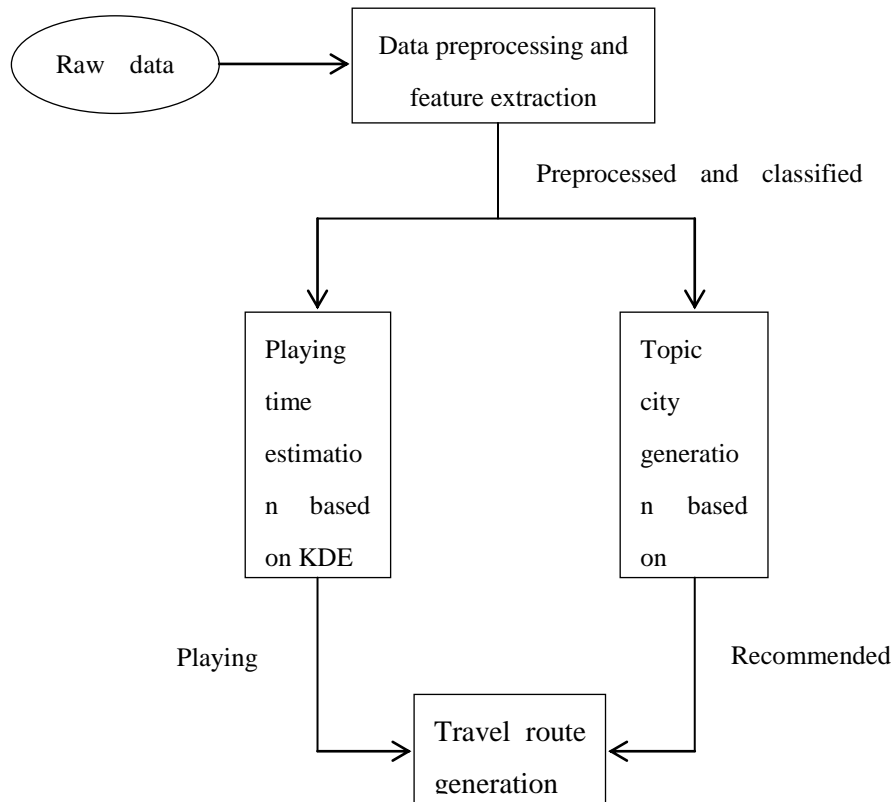 Raw data
Data preprocessing and
feature extraction
Preprocessed and classified
Playing
time
estimatio
n based
on KDE
Topic
city
generatio
n based
on
Playing
Recommended
Travel route
generation